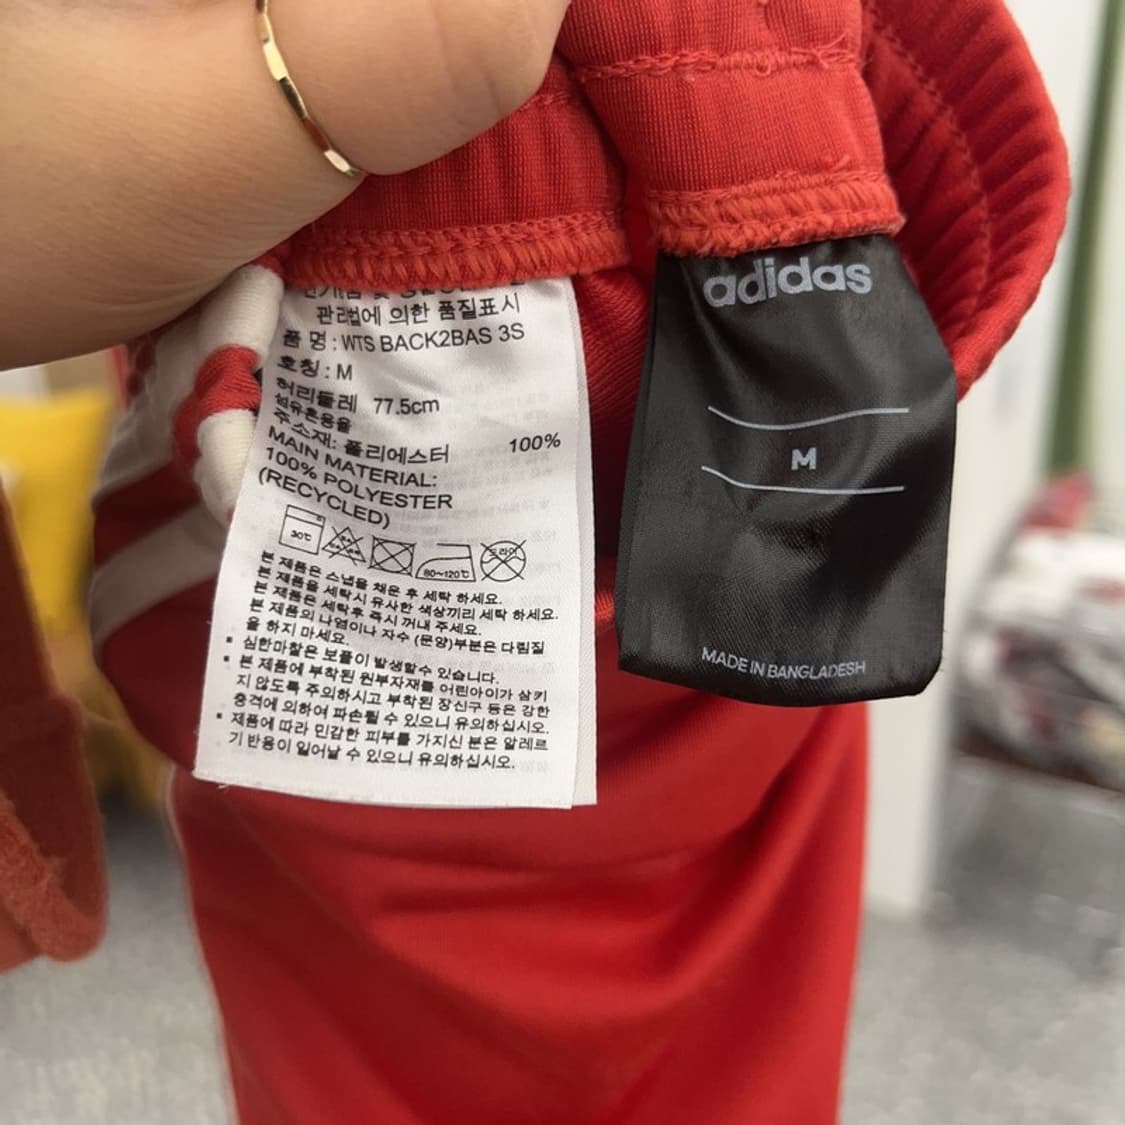 관리법에 의한 품질표시
품 명 : WTS BACK2BAS 3S
호칭 : M
허리둘레 77.5cm
섬유혼용율
주소재: 폴리에스터 100%
MAIN MATERIAL:
100% POLYESTER
(RECYCLED)
30℃
80~120℃
드라이
본 제품은 스냅을 채운 후 세탁 하세요.
본 제품을 세탁시 유사한 색상끼리 세탁 하세요.
본 제품은 세탁후 즉시 꺼내 주세요.
본 제품의 나염이나 자수 (문양)부분은 다림질
을 하지 마세요.
▪ 심한마찰은 보풀이 발생할수 있습니다.
▪ 본 제품에 부착된 원부자재를 어린아이가 삼키
지 않도록 주의하시고 부착된 장신구 등은 강한
충격에 의하여 파손될 수 있으니 유의하십시오.
▪ 제품에 따라 민감한 피부를 가지신 분은 알레르
기 반응이 일어날 수 있으니 유의하십시오.
adidas
M
MADE IN BANGLADESH